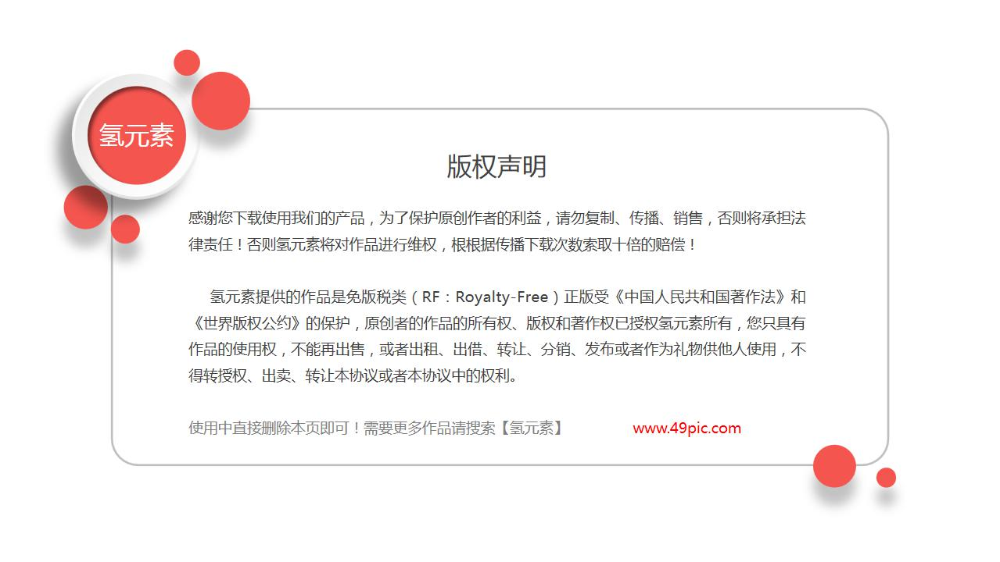 氢元素
版权声明
感谢您下载使用我们的产品，为了保护原创作者的利益，请勿复制、传播、销售，否则将承担法
律责任！否则氢元素将对作品进行维权，根根据传播下载次数索取十倍的赔偿！
氢元素提供的作品是免版税类（RF：Royalty-Free）正版受《中国人民共和国著作法》和
《世界版权公约》的保护，原创者的作品的所有权、版权和著作权已授权氢元素所有，您只具有
作品的使用权，不能再出售，或者出租、出借、转让、分销、发布或者作为礼物供他人使用，不
得转授权、出卖、转让本协议或者本协议中的权利。
使用中直接删除本页即可！需要更多作品请搜索【氢元素】 www.49pic.com